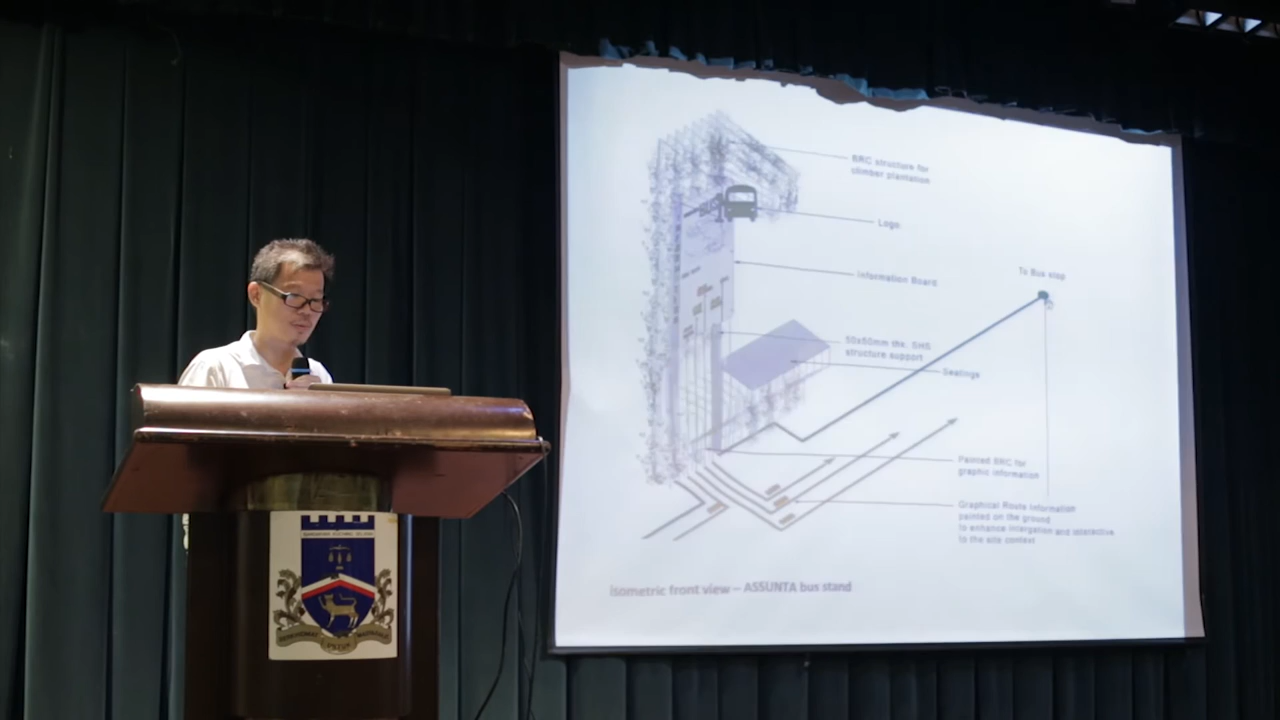 BRC structure for
climber plantation
Logo
Information Board
To Bus stop
50x50mm thk. SHS
structure support
Seatings
Painted BRC for
graphic information
Graphical Route Information
painted on the ground
to enhance intergation and interactive
to the site context
Isometric front view – ASSUNTA bus stand